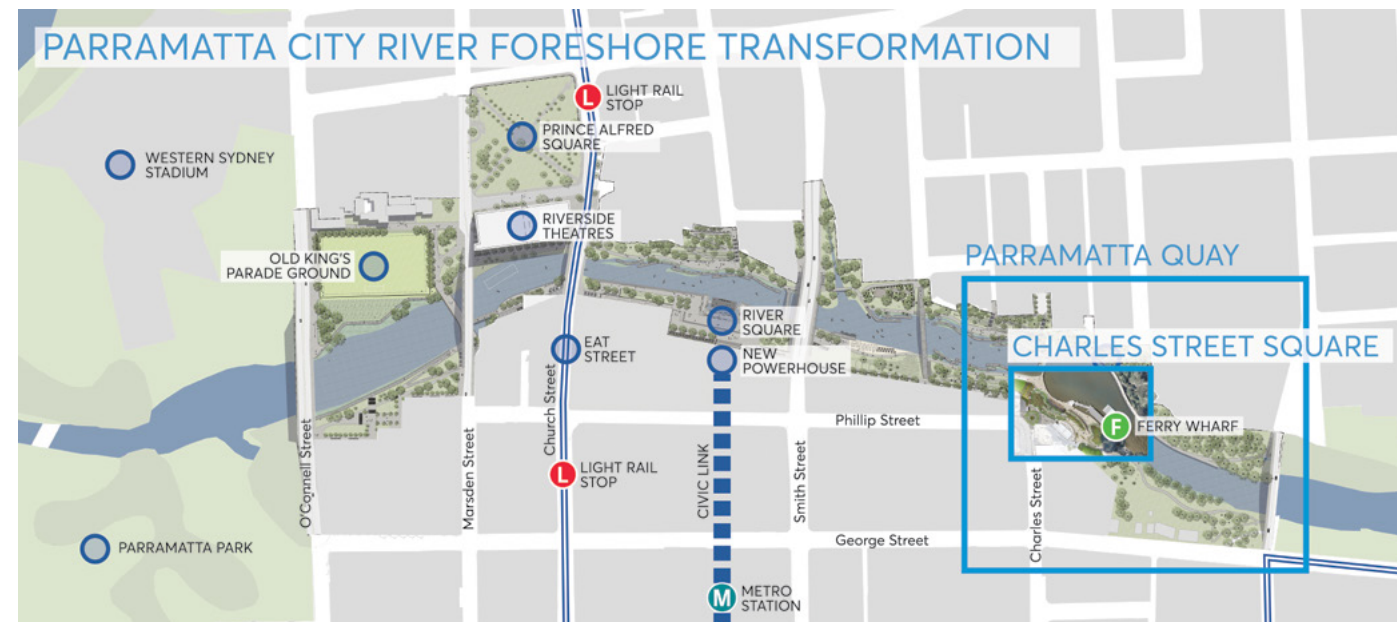 PARRAMATTA CITY RIVER FORESHORE TRANSFORMATION
L
LIGHT RAIL
STOP
PRINCE ALFRED
SQUARE
WESTERN SYDNEY
STADIUM
RIVERSIDE
THEATRES
OLD KING'S
PARADE GROUND
PARRAMATTA QUAY
RIVER
SQUARE
EAT
STREET
NEW
POWERHOUSE
CHARLES STREET SQUARE
F
FERRY WHARF
O'Connell Street
Marsden Street
Church Street
L
LIGHT RAIL
STOP
CIVIC LINK
Smith Street
Phillip Street
Charles Street
George Street
PARRAMATTA PARK
M
METRO
STATION